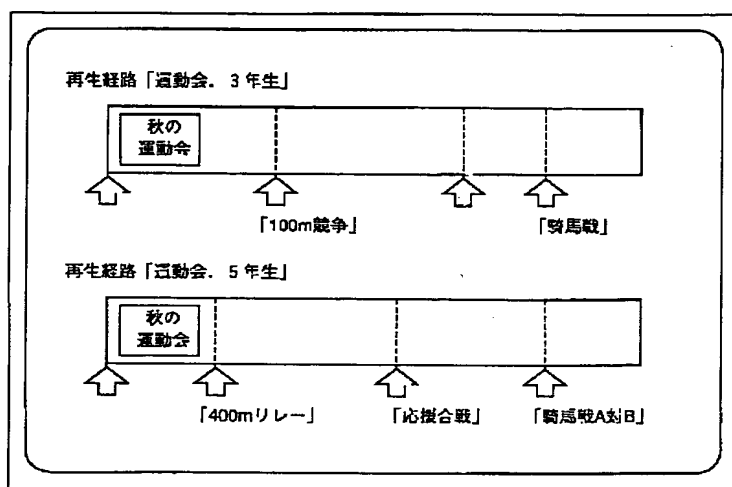 再生経路「運動会．3年生」
秋の
運動会
「100m競争」
「騎馬戦」
再生経路「運動会．5年生」
秋の
運動会
「400mリレー」
「応援合戦」
「騎馬戦A対B」